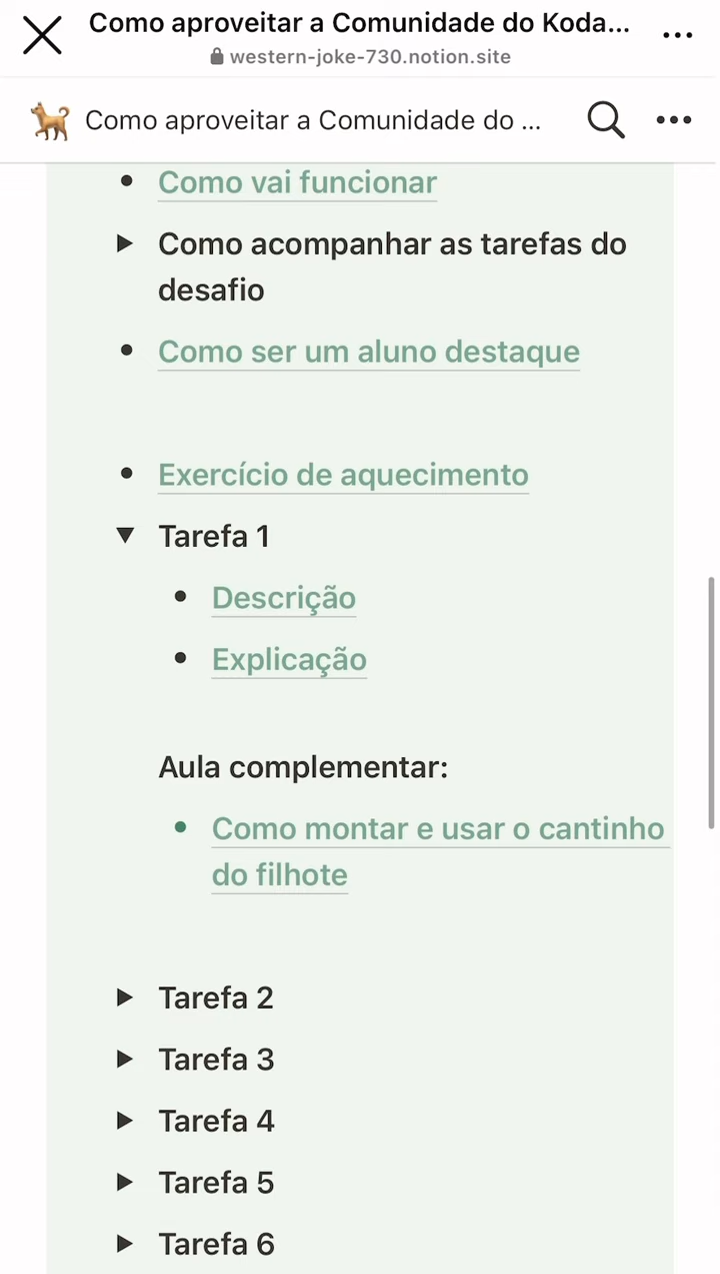 Como aproveitar a Comunidade do Koda...
western-joke-730.notion.site
Como aproveitar a Comunidade do ...
Como vai funcionar
Como acompanhar as tarefas do
desafio
Como ser um aluno destaque
Exercício de aquecimento
Tarefa 1
Descrição
Explicação
Aula complementar:
Como montar e usar o cantinho
do filhote
Tarefa 2
Tarefa 3
Tarefa 4
Tarefa 5
Tarefa 6